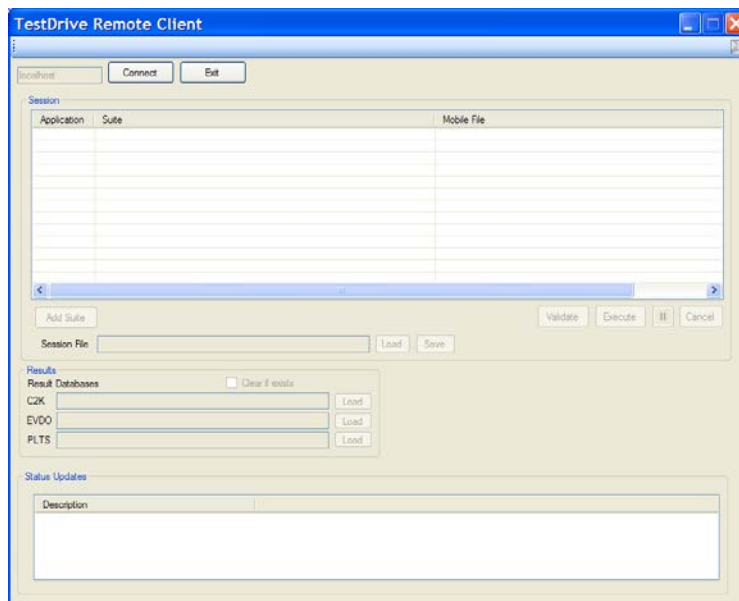 TestDrive Remote Client
localhost Connect Exit
Session
Application Suite Mobile File
Add Suite Validate Execute Cancel
Session File Load Save
Results
Result Databases Clear if exists
C2K Load
EVDO Load
PLTS Load
Status Updates
Description